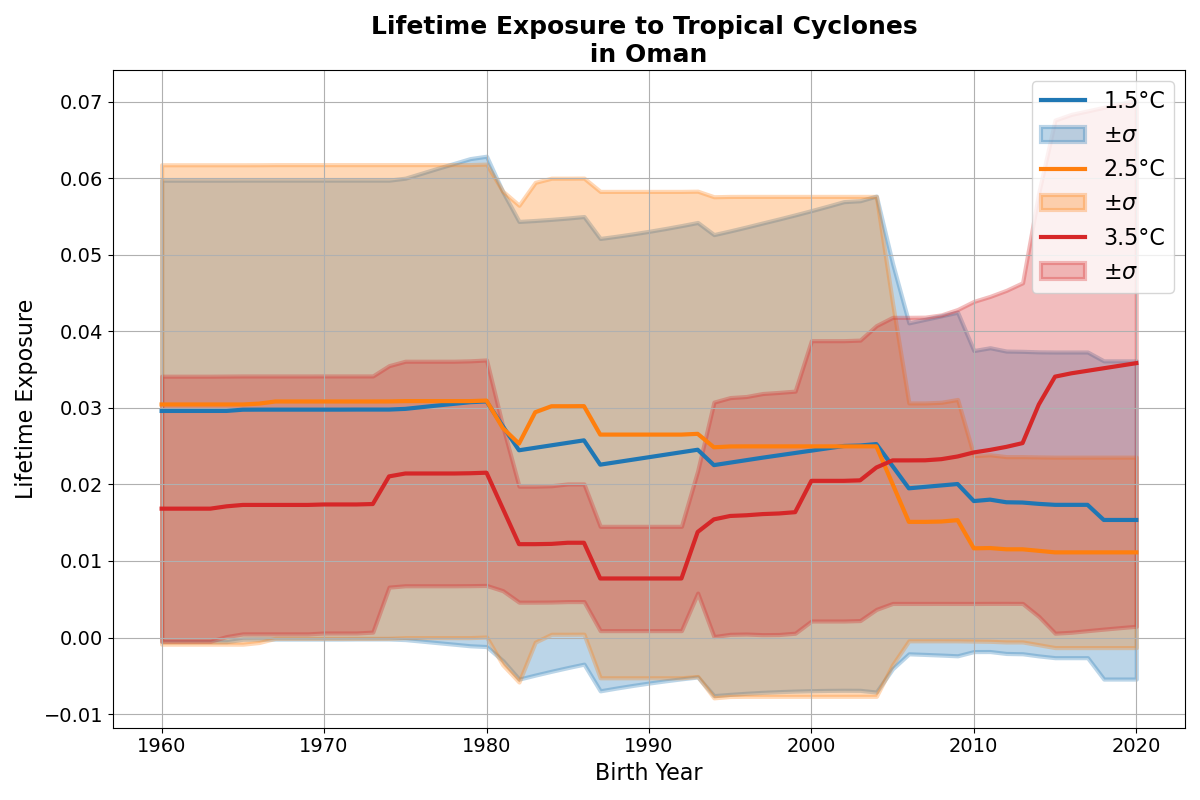 Lifetime Exposure to Tropical Cyclones
in Oman
Lifetime Exposure
0.07
0.06
0.05
0.04
0.03
0.02
0.01
0.00
−0.01
1960
1970
1980
1990
2000
2010
2020
Birth Year
1.5°C
±σ
2.5°C
±σ
3.5°C
±σ